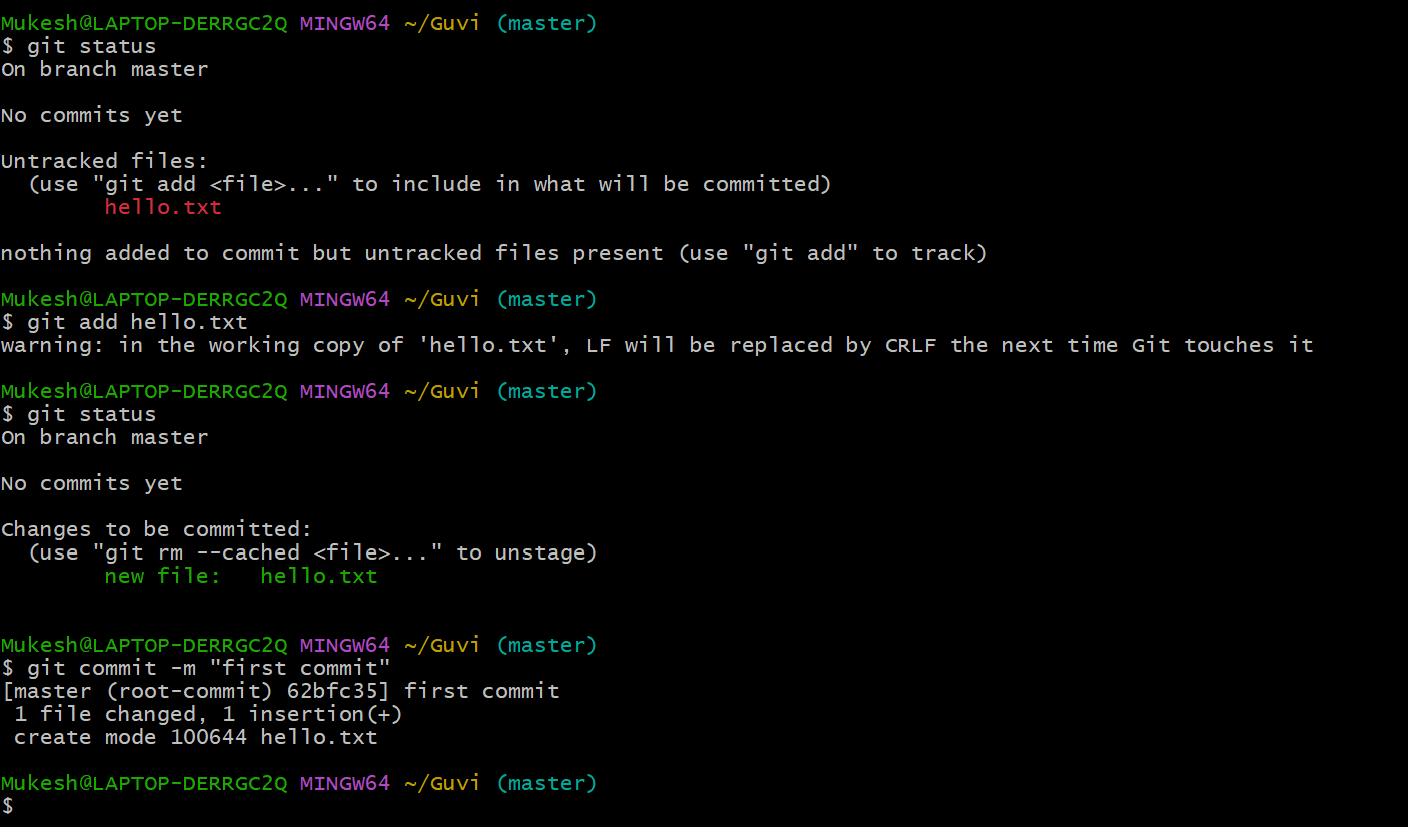 Mukesh@LAPTOP-DERRGC2Q MINGW64 ~/Guvi (master)
$ git status
On branch master
No commits yet
Untracked files:
  (use "git add <file>..." to include in what will be committed)
        hello.txt
nothing added to commit but untracked files present (use "git add" to track)
Mukesh@LAPTOP-DERRGC2Q MINGW64 ~/Guvi (master)
$ git add hello.txt
warning: in the working copy of 'hello.txt', LF will be replaced by CRLF the next time Git touches it
Mukesh@LAPTOP-DERRGC2Q MINGW64 ~/Guvi (master)
$ git status
On branch master
No commits yet
Changes to be committed:
  (use "git rm --cached <file>..." to unstage)
        new file:   hello.txt
Mukesh@LAPTOP-DERRGC2Q MINGW64 ~/Guvi (master)
$ git commit -m "first commit"
[master (root-commit) 62bfc35] first commit
 1 file changed, 1 insertion(+)
 create mode 100644 hello.txt
Mukesh@LAPTOP-DERRGC2Q MINGW64 ~/Guvi (master)
$